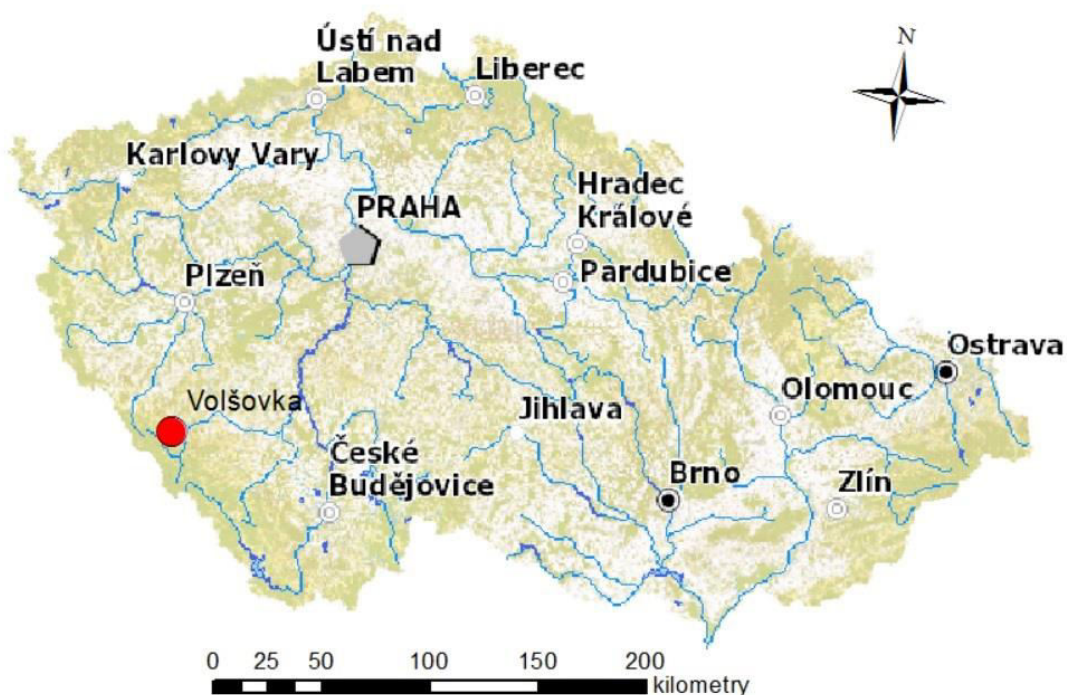 N
Ústí nad
Labem
Liberec
Karlovy Vary
Hradec
Králové
PRAHA
Pardubice
Plzeň
Ostrava
Volšovka
Jihlava
Olomouc
České
Budějovice
Brno
Zlín
0 25 50 100 150 200
kilometry